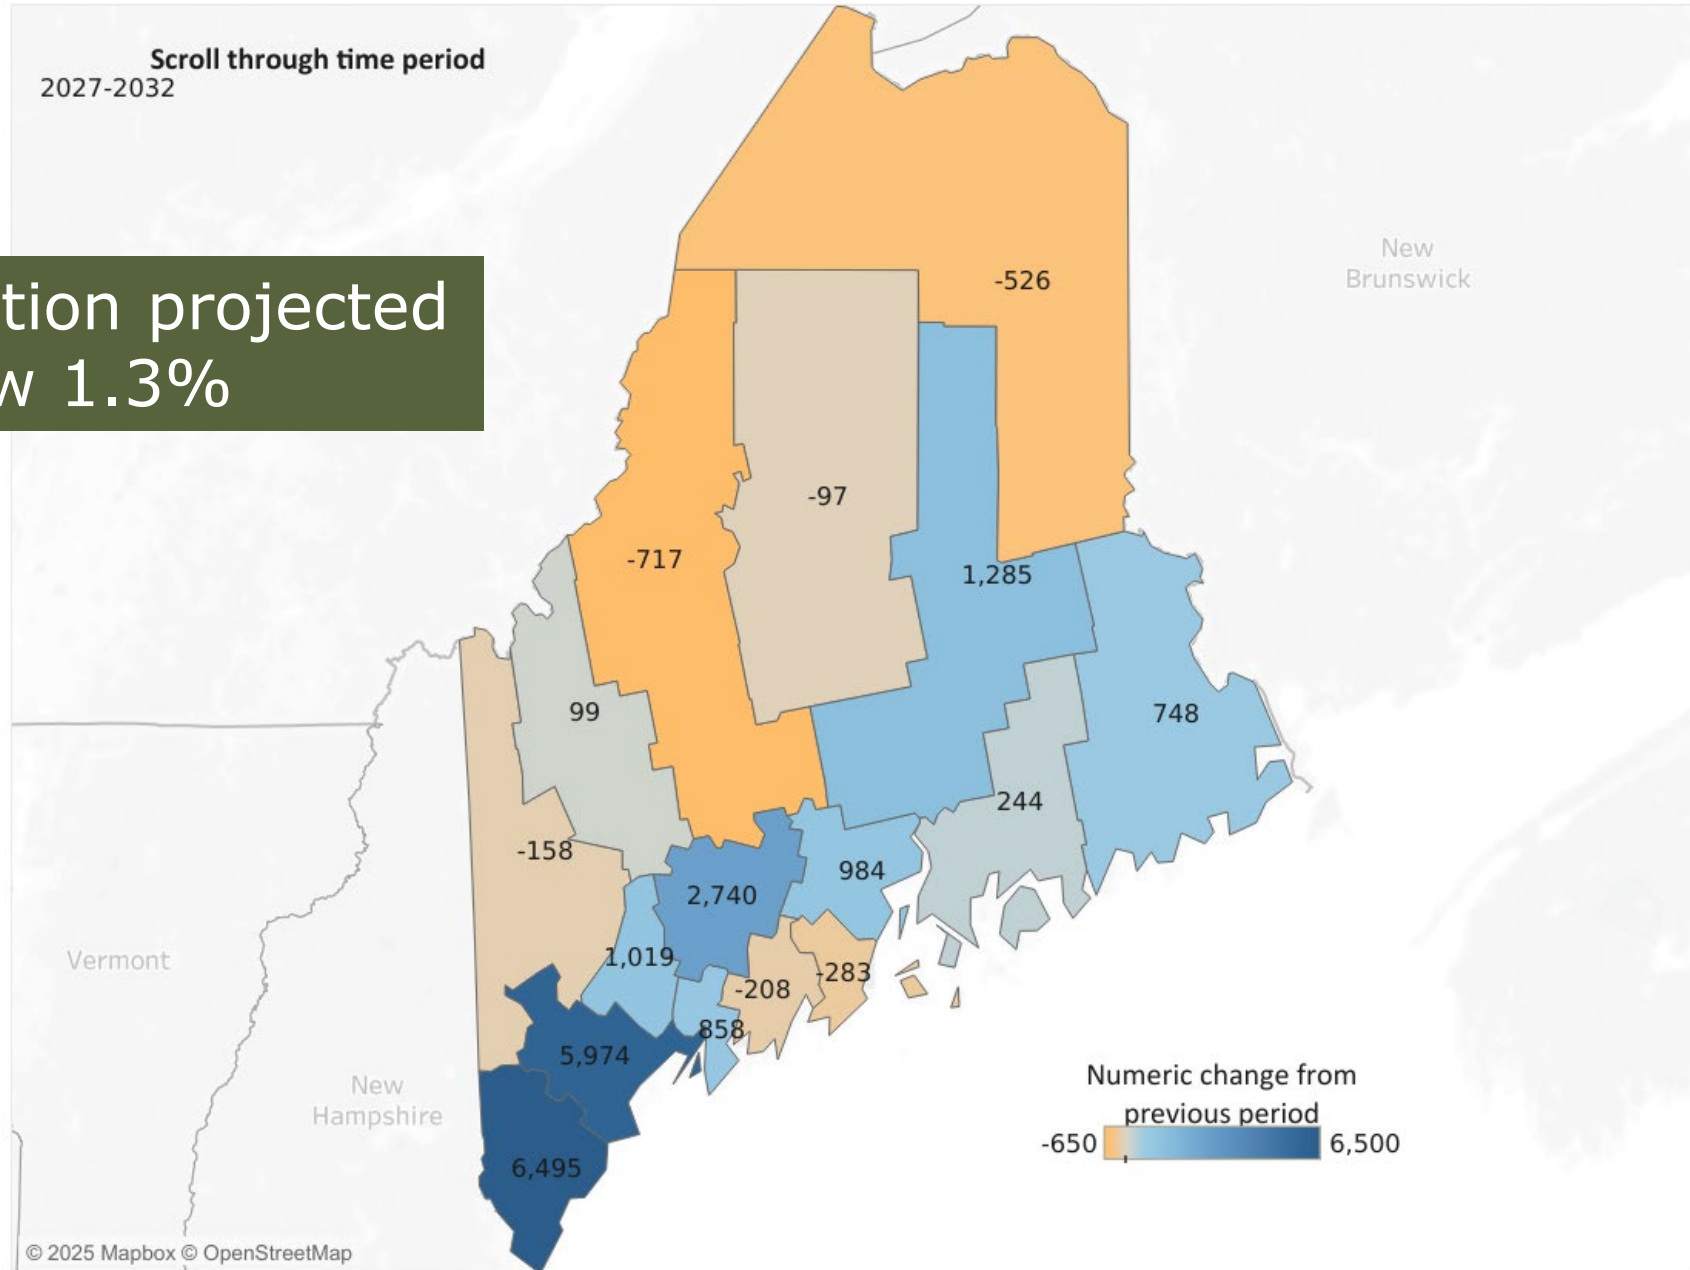 Scroll through time period
2027-2032
tion projected
w 1.3%
New
Brunswick
-526
-97
-717
1,285
99
748
244
-158
984
2,740
Vermont
1,019
-283
-208
858
5,974
New
Hampshire
6,495
Numeric change from
previous period
-650
6,500
© 2025 Mapbox © OpenStreetMap